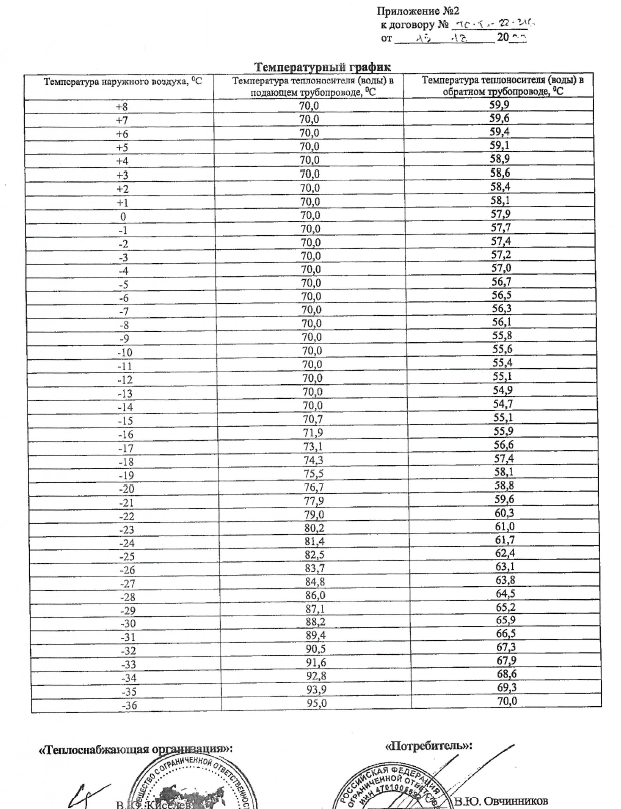 Приложение №2
к договору №
от 20
Температурный график
Температура наружного воздуха, ⁰С Температура теплоносителя (воды) в подающем трубопроводе, ⁰С Температура теплоносителя (воды) в обратном трубопроводе, ⁰С
+8 70,0 59,9
+7 70,0 59,6
+6 70,0 59,4
+5 70,0 59,1
+4 70,0 58,9
+3 70,0 58,6
+2 70,0 58,4
+1 70,0 58,1
0 70,0 57,9
-1 70,0 57,7
-2 70,0 57,4
-3 70,0 57,2
-4 70,0 57,0
-5 70,0 56,7
-6 70,0 56,5
-7 70,0 56,3
-8 70,0 56,1
-9 70,0 55,8
-10 70,0 55,6
-11 70,0 55,4
-12 70,0 55,1
-13 70,0 54,9
-14 70,0 54,7
-15 70,7 55,1
-16 71,9 55,9
-17 73,1 56,6
-18 74,3 57,4
-19 75,5 58,1
-20 76,7 58,8
-21 77,9 59,6
-22 79,0 60,3
-23 80,2 61,0
-24 81,4 61,7
-25 82,5 62,4
-26 83,7 63,1
-27 84,8 63,8
-28 86,0 64,5
-29 87,1 65,2
-30 88,2 65,9
-31 89,4 66,5
-32 90,5 67,3
-33 91,6 67,9
-34 92,8 68,6
-35 93,9 69,3
-36 95,0 70,0
«Теплоснабжающая организация»: «Потребитель»:
ОБЩЕСТВО С ОГРАНИЧЕННОЙ ОТВЕТСТВЕННОСТ
РОССИЙСКАЯ ФЕДЕРАЦИЯ
В.Ю. Овчинников